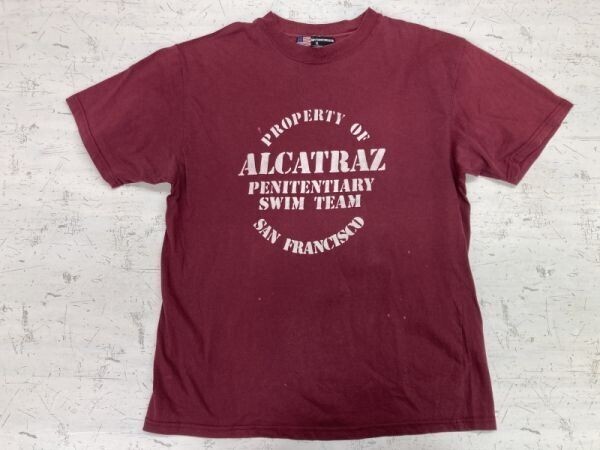 PROPERTY OF
ALCATRAZ
PENITENTIARY
SWIM TEAM
SAN FRANCISCO